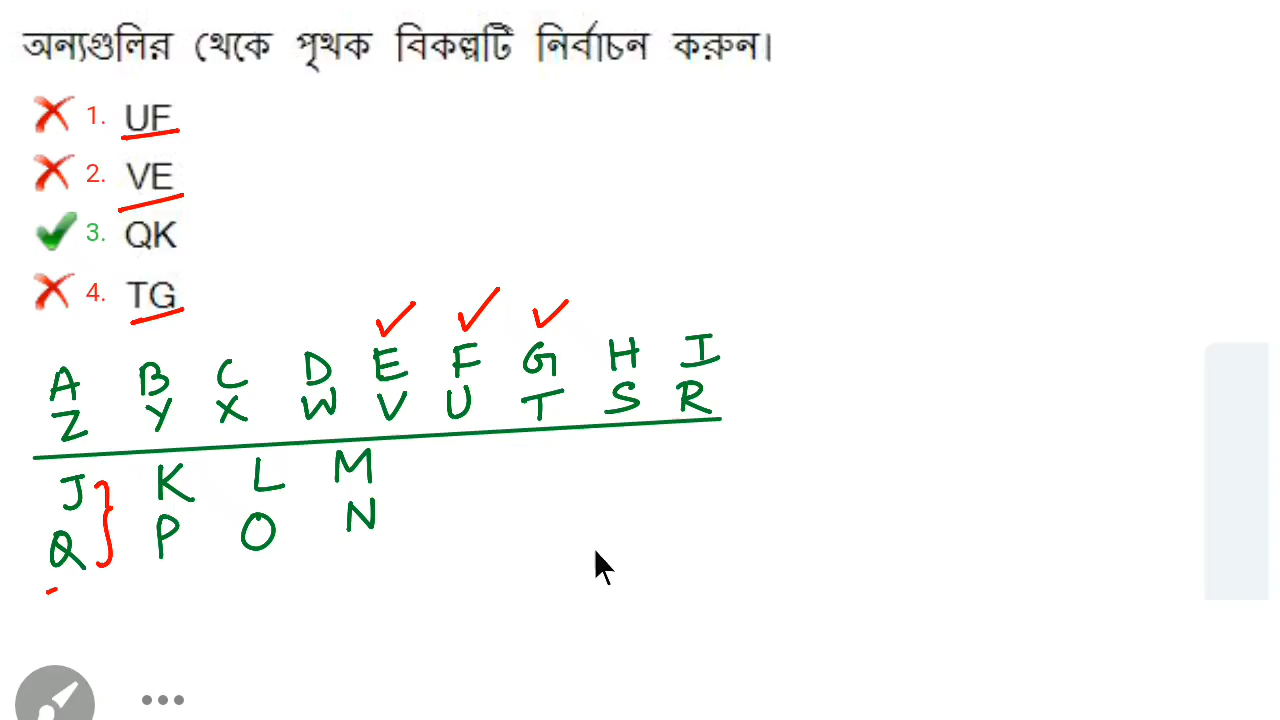 অন্যগুলির থেকে পৃথক বিকল্পটি নির্বাচন করুন।
1. UF
2. VE
3. QK
4. TG
A B C D E F G H I
Z Y X W V U T S R
J K L M
Q P O N